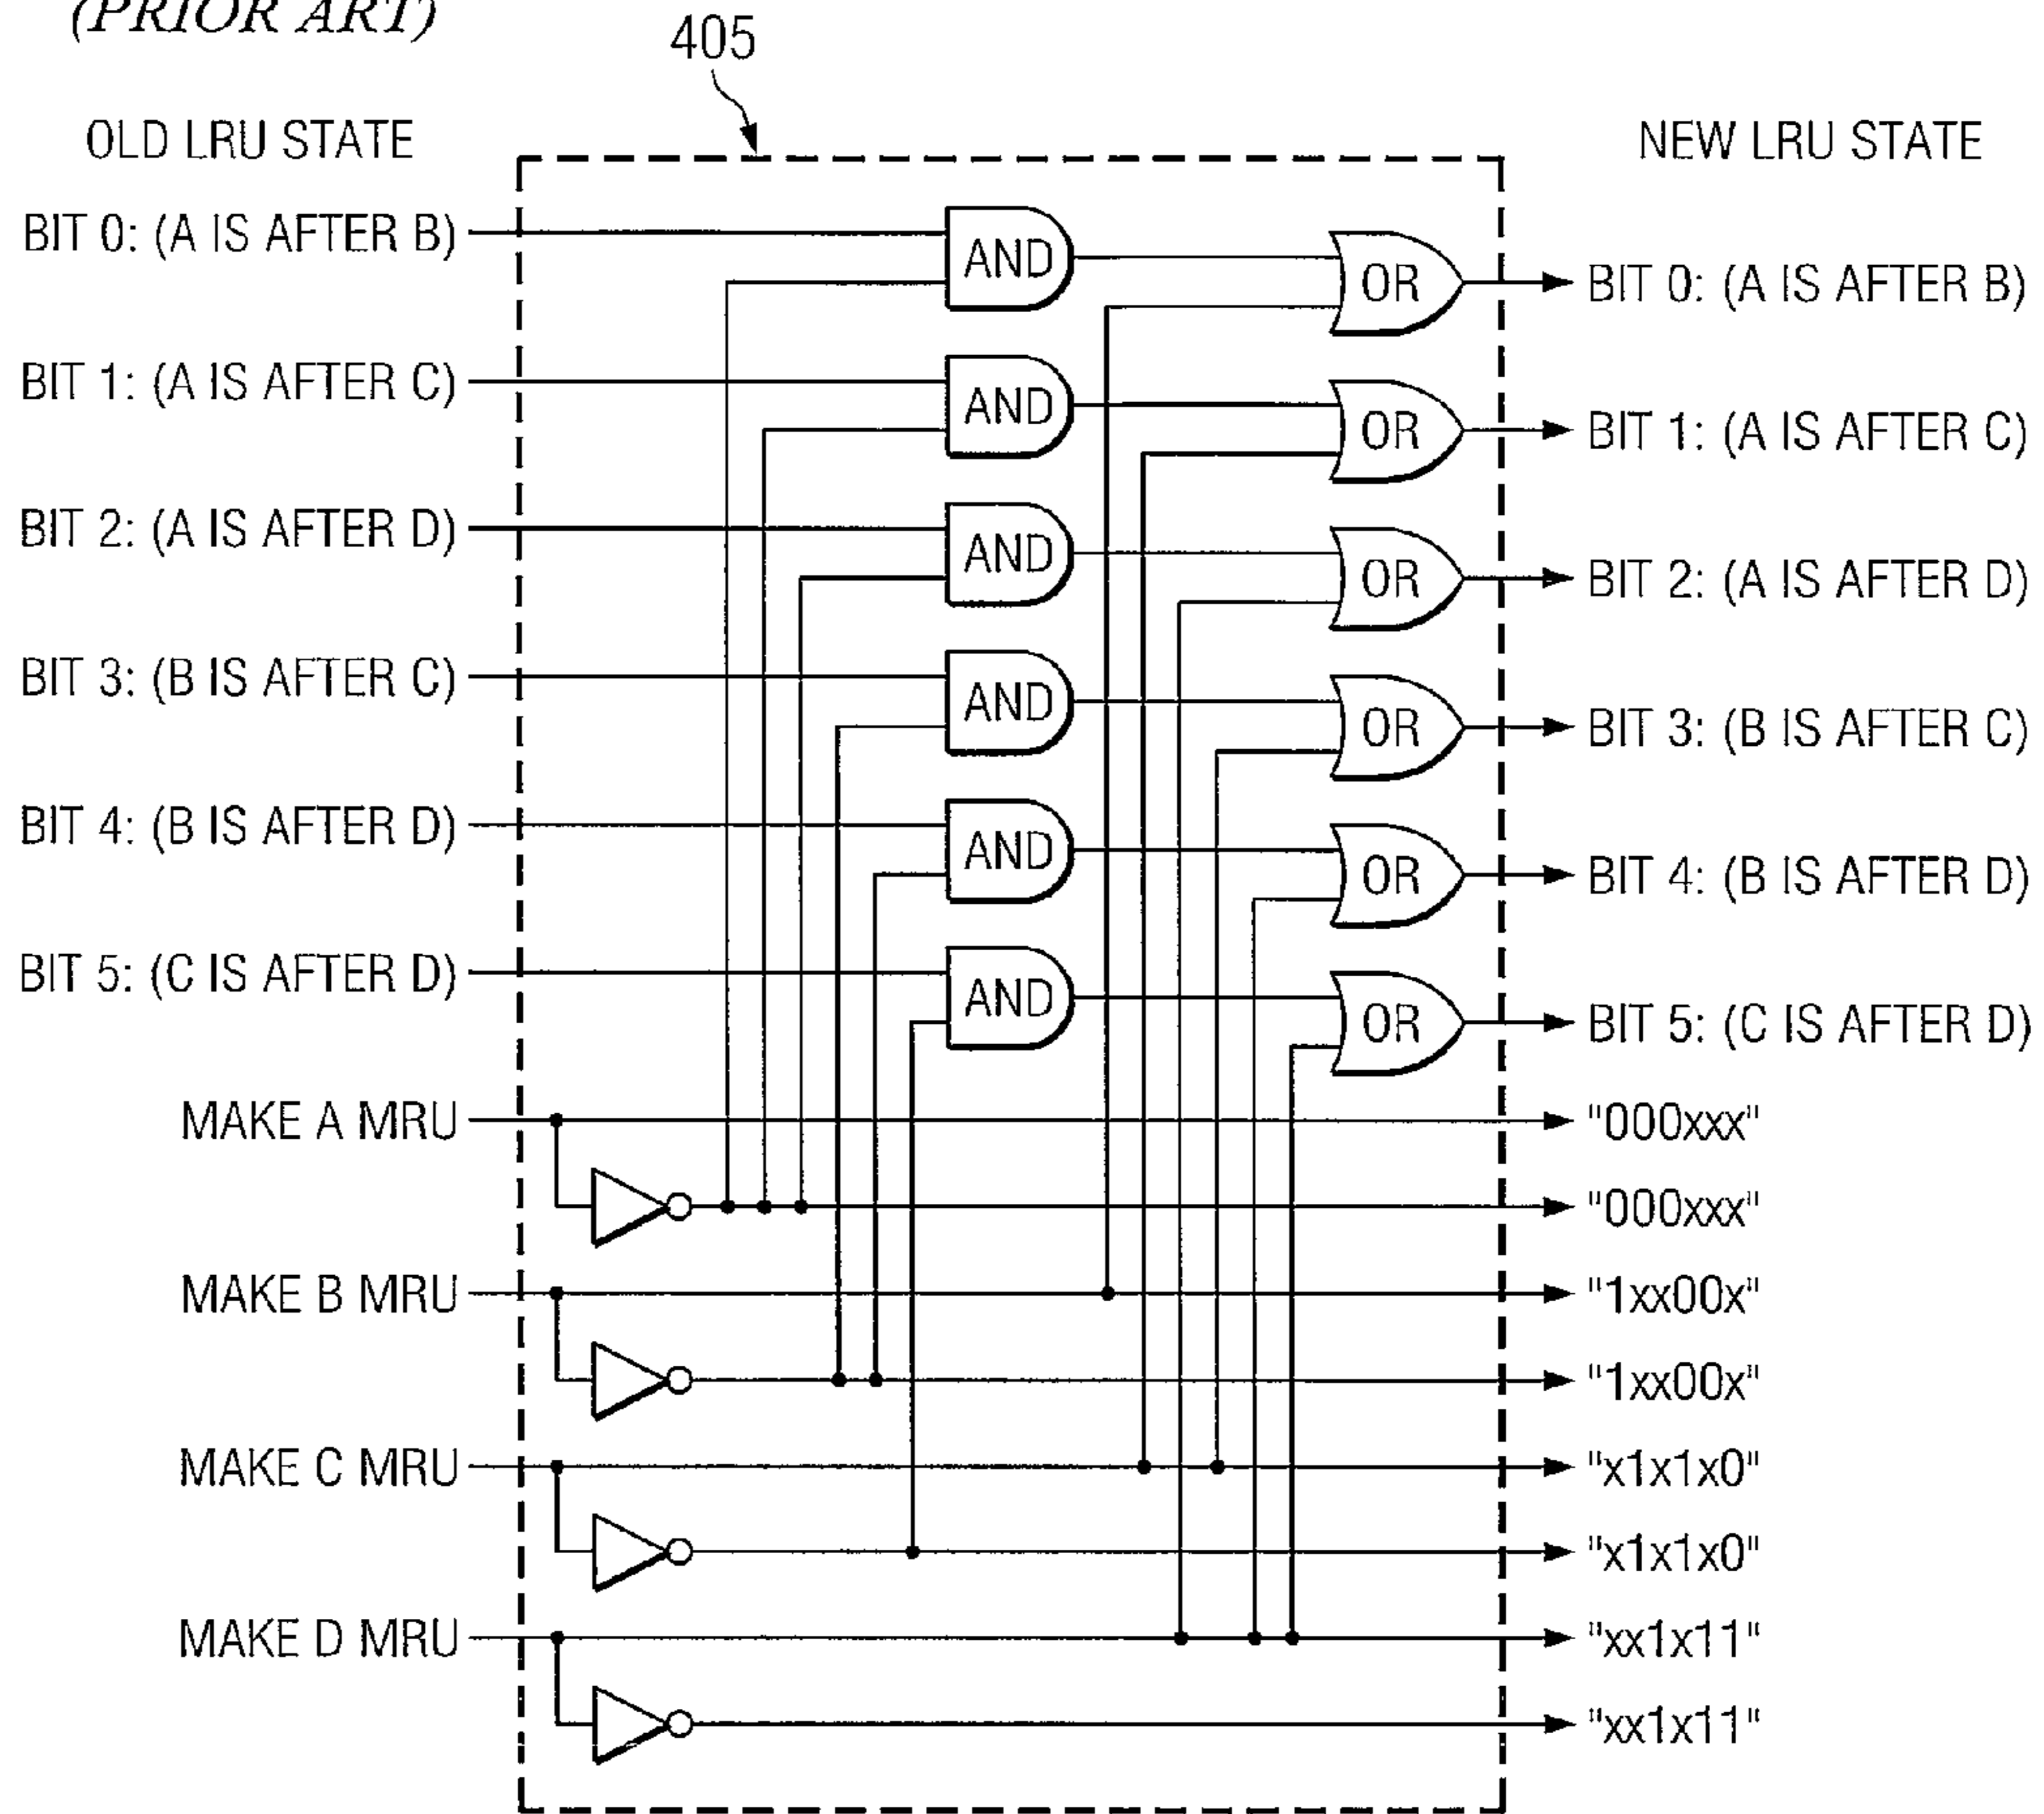 (PRIOR ART)
405
OLD LRU STATE
NEW LRU STATE
BIT 0: (A IS AFTER B)
AND
OR
BIT 0: (A IS AFTER B)
BIT 1: (A IS AFTER C)
AND
OR
BIT 1: (A IS AFTER C)
BIT 2: (A IS AFTER D)
AND
OR
BIT 2: (A IS AFTER D)
BIT 3: (B IS AFTER C)
AND
OR
BIT 3: (B IS AFTER C)
BIT 4: (B IS AFTER D)
AND
OR
BIT 4: (B IS AFTER D)
BIT 5: (C IS AFTER D)
AND
OR
BIT 5: (C IS AFTER D)
MAKE A MRU
"000xxx"
"000xxx"
MAKE B MRU
"1xx00x"
"1xx00x"
MAKE C MRU
"x1x1x0"
"x1x1x0"
MAKE D MRU
"xx1x11"
"xx1x11"